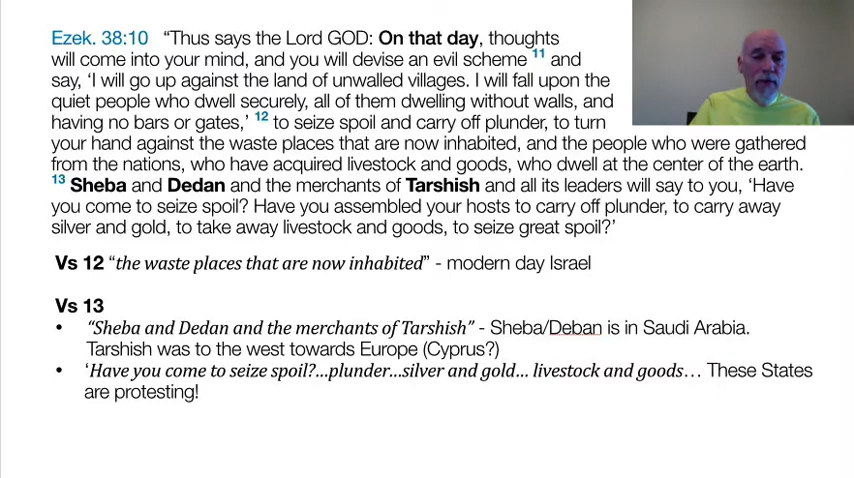 Ezek. 38:10 “Thus says the Lord GOD: On that day, thoughts
will come into your mind, and you will devise an evil scheme 11 and
say, ‘I will go up against the land of unwalled villages. I will fall upon the
quiet people who dwell securely, all of them dwelling without walls, and
having no bars or gates,’ 12 to seize spoil and carry off plunder, to turn
your hand against the waste places that are now inhabited, and the people who were gathered
from the nations, who have acquired livestock and goods, who dwell at the center of the earth.
13 Sheba and Dedan and the merchants of Tarshish and all its leaders will say to you, ‘Have
you come to seize spoil? Have you assembled your hosts to carry off plunder, to carry away
silver and gold, to take away livestock and goods, to seize great spoil?’
Vs 12 “the waste places that are now inhabited” - modern day Israel
Vs 13
• “Sheba and Dedan and the merchants of Tarshish” - Sheba/Deban is in Saudi Arabia.
Tarshish was to the west towards Europe (Cyprus?)
• ‘Have you come to seize spoil?...plunder...silver and gold... livestock and goods… These States
are protesting!